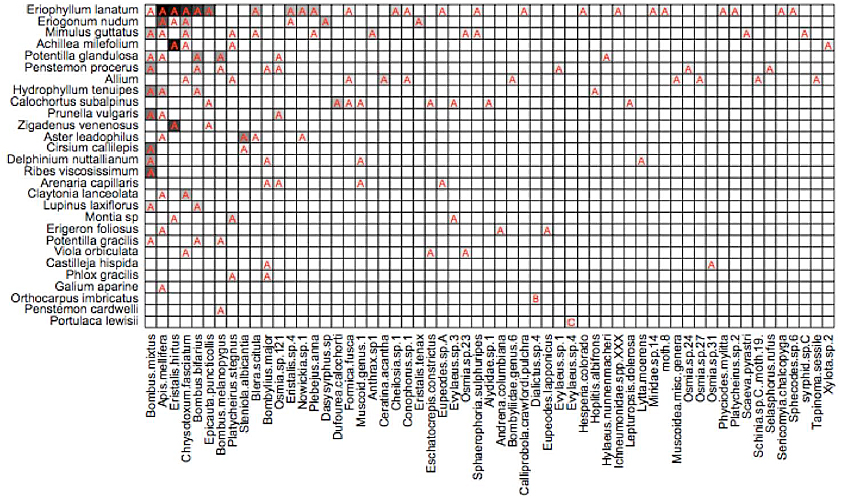 Eriophyllum lanatum A A A A A A A A A A A A A A A A A A A A A A A A
Eriogonum nudum A A A A A A
Mimulus guttatus A A A A A A A A A A A
Achillea milefolium A A A A
Potentilla glandulosa A A A A A A
Penstemon procerus A A A A A A A A
Allium A A A A A A A A A A
Hydrophyllum tenuipes A A A A
Calochortus subalpinus A A A A A A A A
Prunella vulgaris A A A
Zigadenus venenosus A A
Aster leadophilus A A A A
Cirsium callilepis A A
Delphinium nuttallianum A A A A
Ribes viscosissimum A
Arenaria capillaris A A A A
Claytonia lanceolata A A
Lupinus laxiflorus A A
Montia sp A A A
Erigeron foliosus A A A
Potentilla gracilis A A A
Viola orbiculata A A A
Castilleja hispida A A
Phlox gracilis A A
Galium aparine A
Orthocarpus imbricatus B
Penstemon cardwelli A
Portulaca lewisii C
Bombus.mixtus
Apis.mellifera
Eristalis.hirtus
Chrysotoxum.fasciatum
Bombus.bifarius
Epicauta.puncticollis
Bombus.melanopygus
Platycheirus.stegnus
Steniola.albicantia
Blera.scitula
Bombylius.major
Osmia.sp.121
Eristalis.sp.4
Nowickia.sp.1
Plebejus.anna
Dasysyrphus.sp
Dufourea.calochorti
Formica.fusca
Muscoid.genus.1
Anthrax.sp1
Ceratina.acantha
Cheilosia.sp.1
Conophorus.sp.1
Eristalis.tenax
Eschatocrepis.constrictus
Eupeodes.sp.A
Evylaeus.sp.3
Osmia.sp.23
Sphaerophoria.sulphuripes
Alydidae.sp.1
Andrena.columbiana
Bombyliidae.genus.6
Calliprobola.crawfordi.pulchra
Dialictus.sp.4
Eupeodes.lapponicus
Evylaeus.sp.1
Evylaeus.sp.4
Hesperia.colorado
Hoplitis.albifrons
Hylaeus.nunnenmacheri
Ichneumonidae.spp.XXX
Lepturopsis.dolerosa
Lytta.moerens
Miridae.sp.14
moth.8
Muscoidea.misc.genera
Osmia.sp.24
Osmia.sp.27
Osmia.sp.31
Phyciodes.mylitta
Platycheirus.sp.2
Scaeva.pyrastri
Schinia.sp.C..moth.19.
Selasphorus.rufus
Sericomyia.chalcopyga
Sphecodes.sp.6
syrphid.sp.C
Tapinoma.sessile
Xylota.sp.2